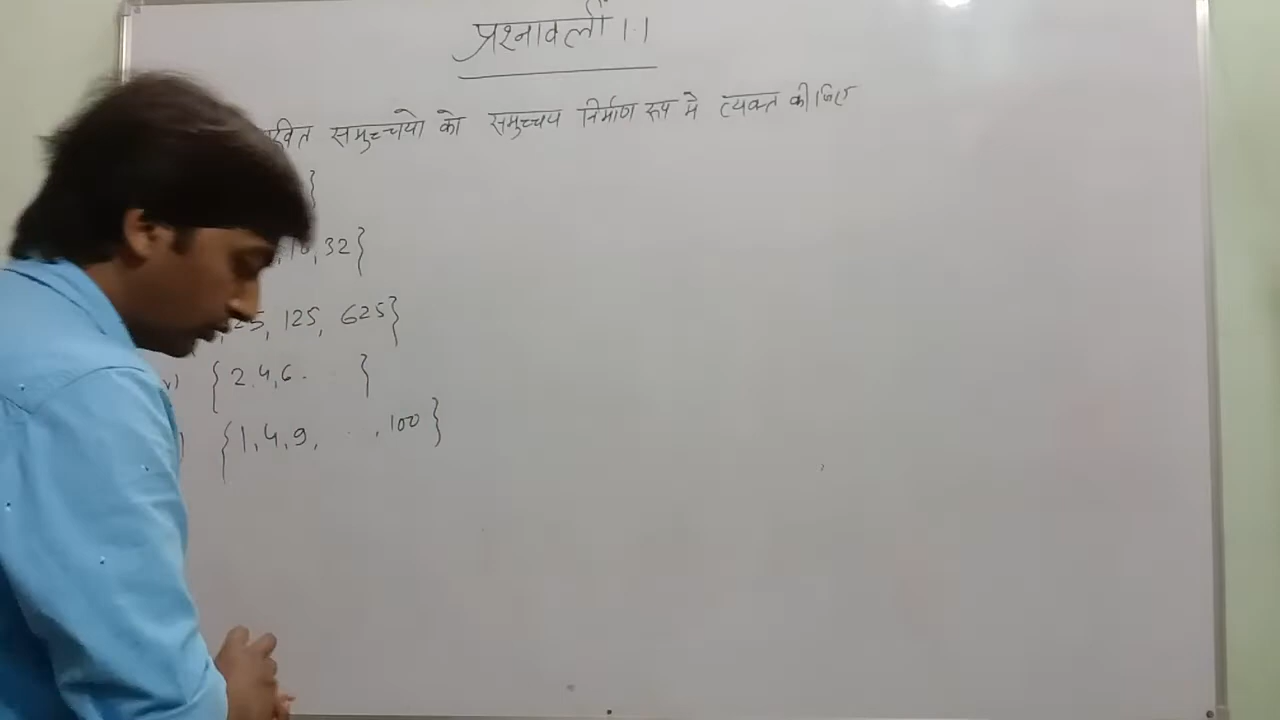 प्रश्नावली 1.1
समुच्चयो को समुच्चय निर्माण रूप मे व्यक्त कीजिए
}
, 32}
25, 125, 625}
{2, 4, 6 . }
{1, 4, 9, . . , 100}